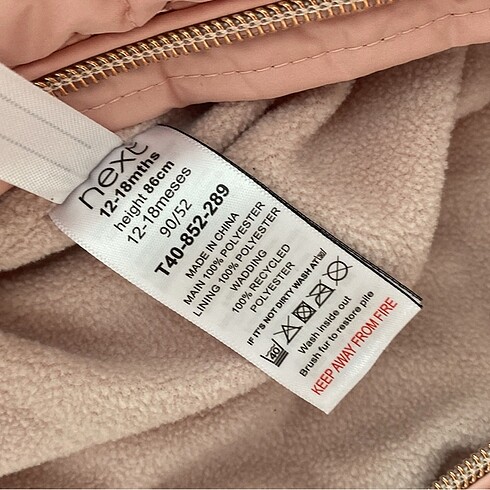 next
12-18mths
height 86cm
12-18meses
90/52
T40-852-289
MADE IN CHINA
MAIN 100% POLYESTER
LINING 100% POLYESTER
WADDING
100% RECYCLED
POLYESTER
IF IT'S NOT DIRTY WASH AT
40
Wash inside out
Brush fur to restore pile
KEEP AWAY FROM FIRE